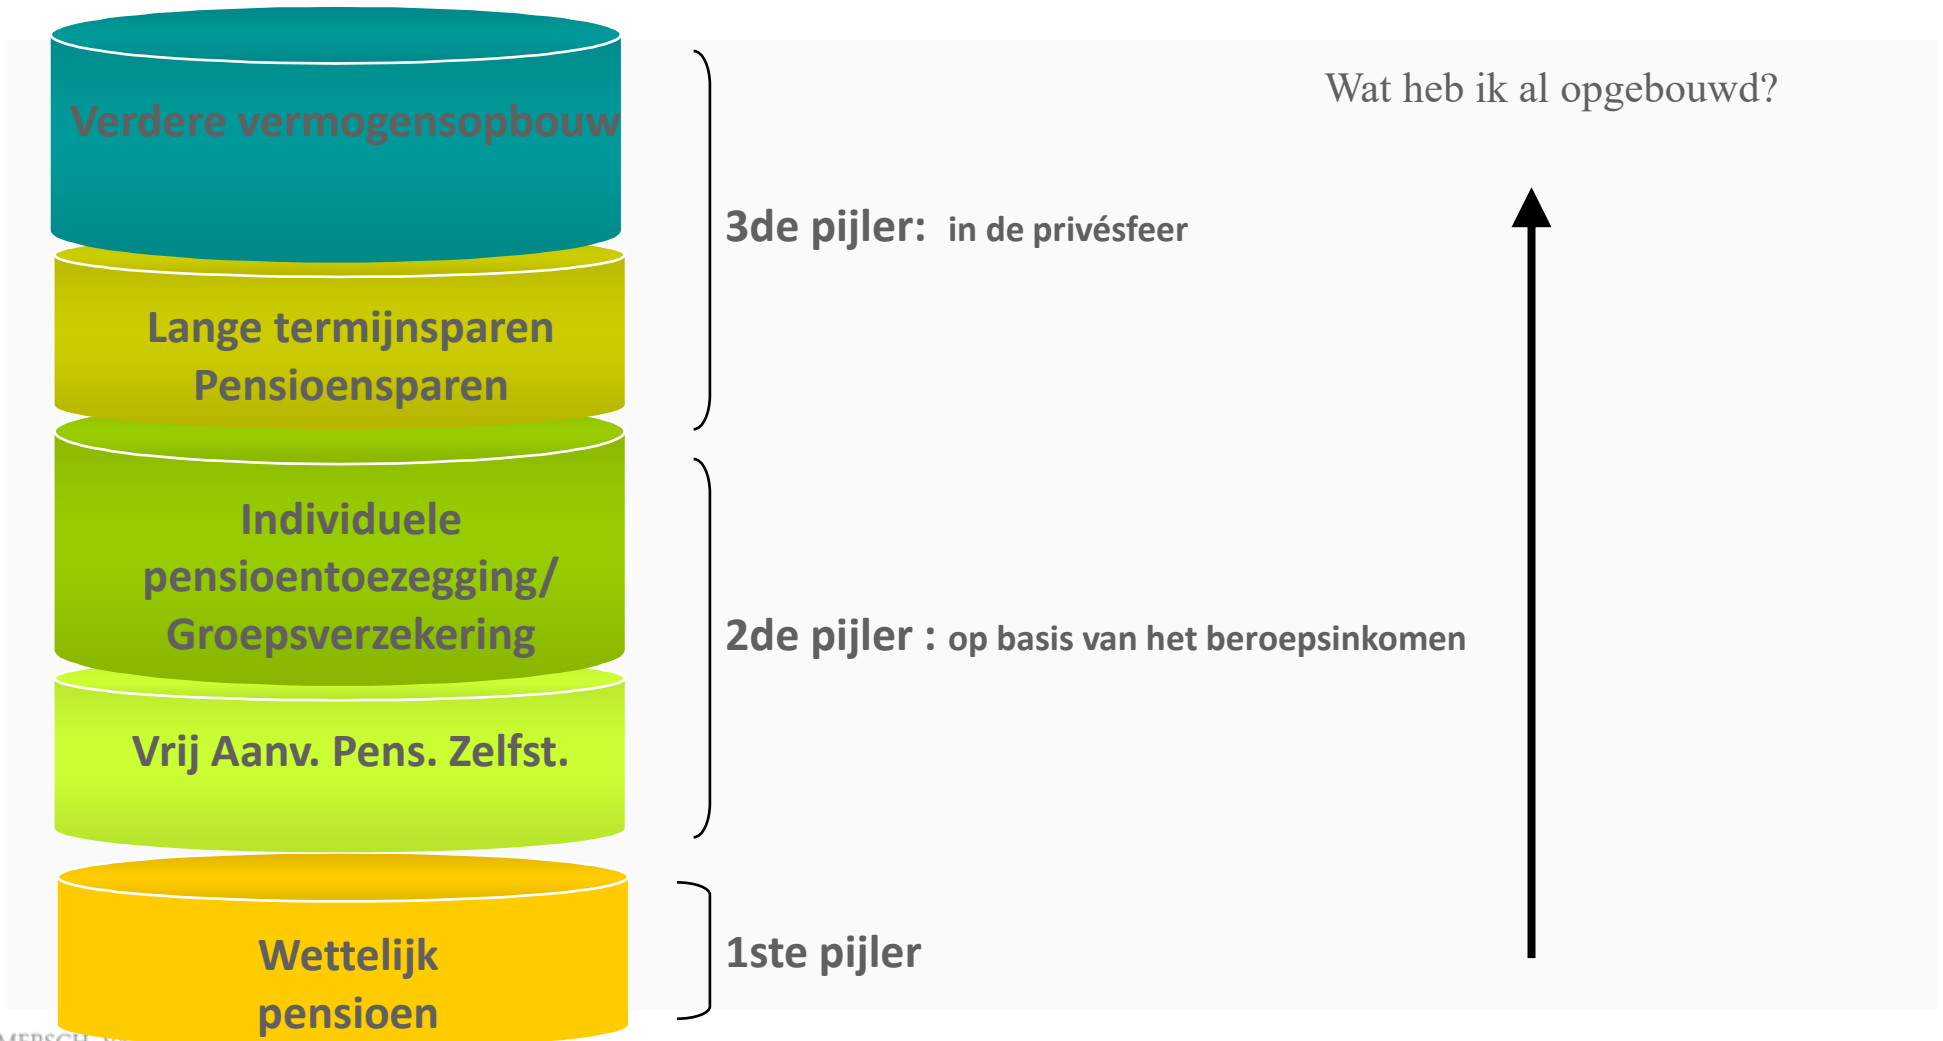 Wat heb ik al opgebouwd?
Verdere vermogensopbouw
3de pijler: in de privésfeer
Lange termijnsparen
Pensioensparen
Individuele
pensioentoezegging/
Groepsverzekering
2de pijler : op basis van het beroepsinkomen
Vrij Aanv. Pens. Zelfst.
Wettelijk
pensioen
1ste pijler